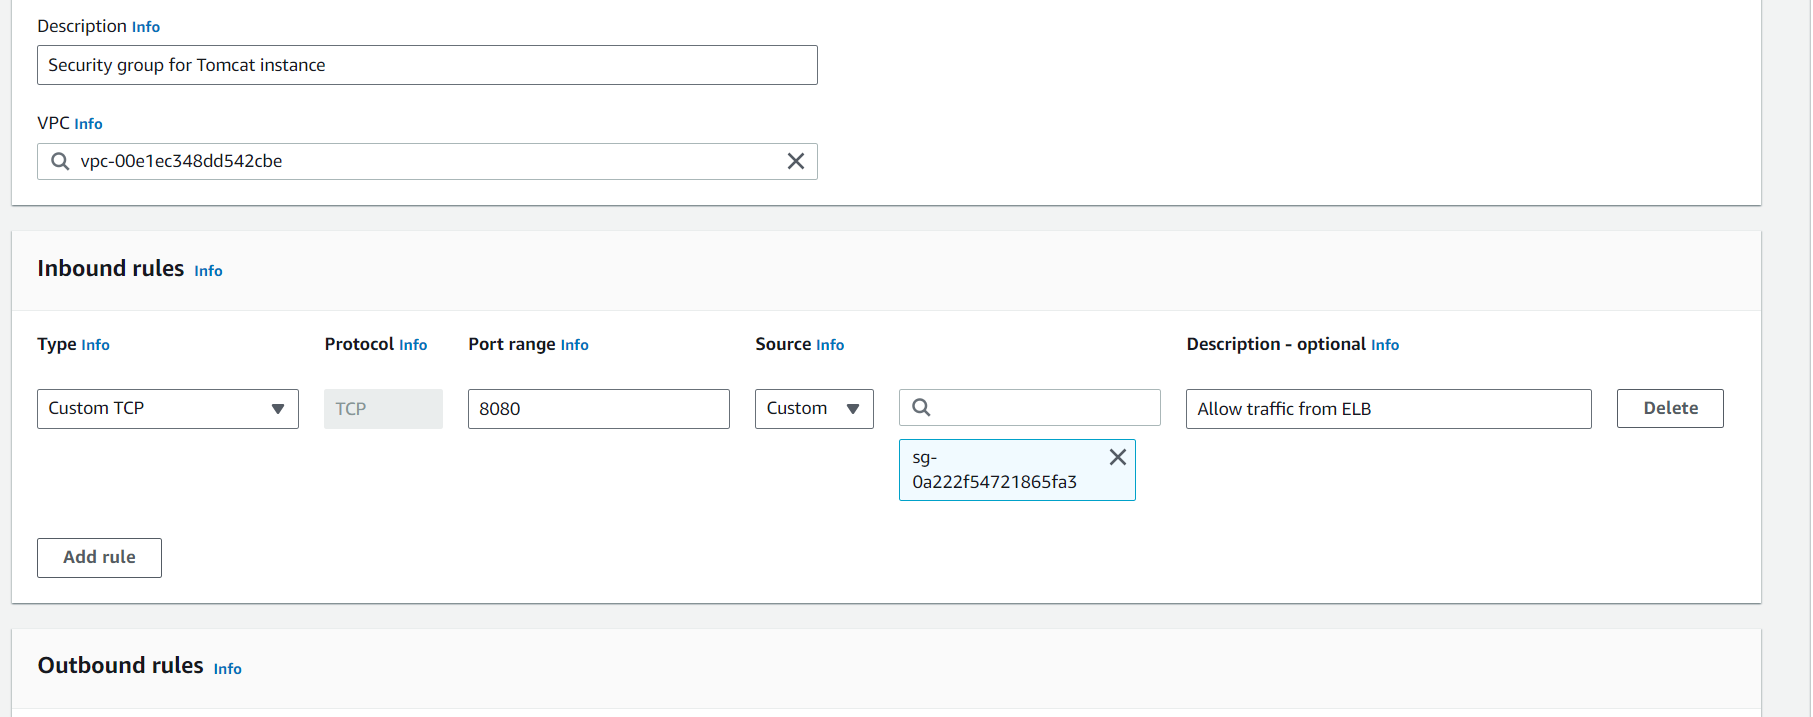 Description Info
Security group for Tomcat instance
VPC Info
vpc-00e1ec348dd542cbe
Inbound rules Info
Type Info Protocol Info Port range Info Source Info Description - optional Info
Custom TCP TCP 8080 Custom Allow traffic from ELB Delete
sg-
0a222f54721865fa3
Add rule
Outbound rules Info